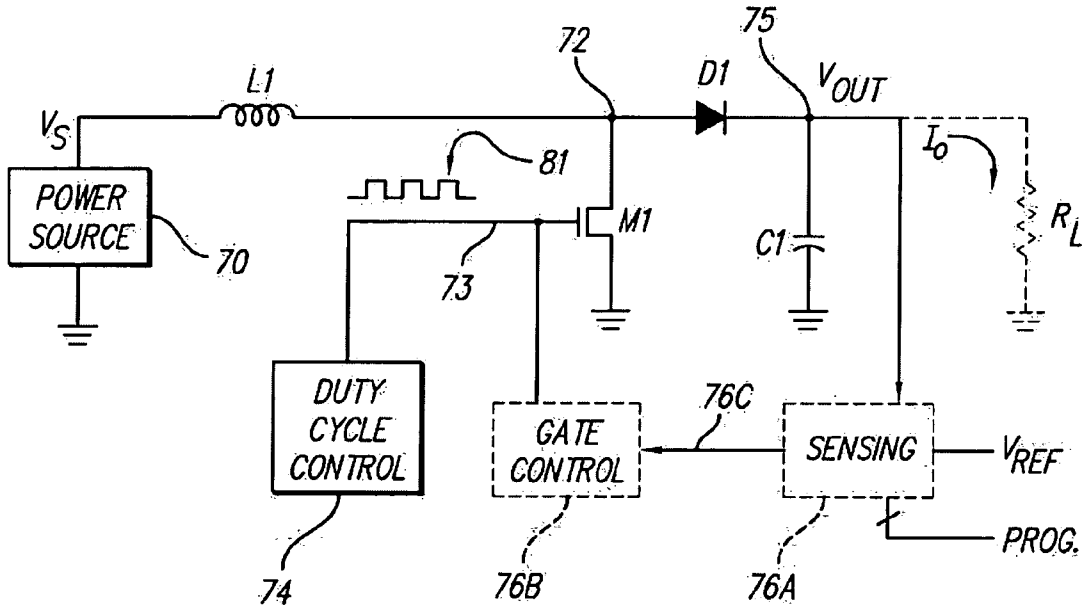 72
75
L1
D1
V_OUT
V_S
81
I_o
POWER
SOURCE
M1
R_L
70
73
C1
DUTY
CYCLE
CONTROL
GATE
CONTROL
76C
SENSING
V_REF
PROG.
74
76B
76A